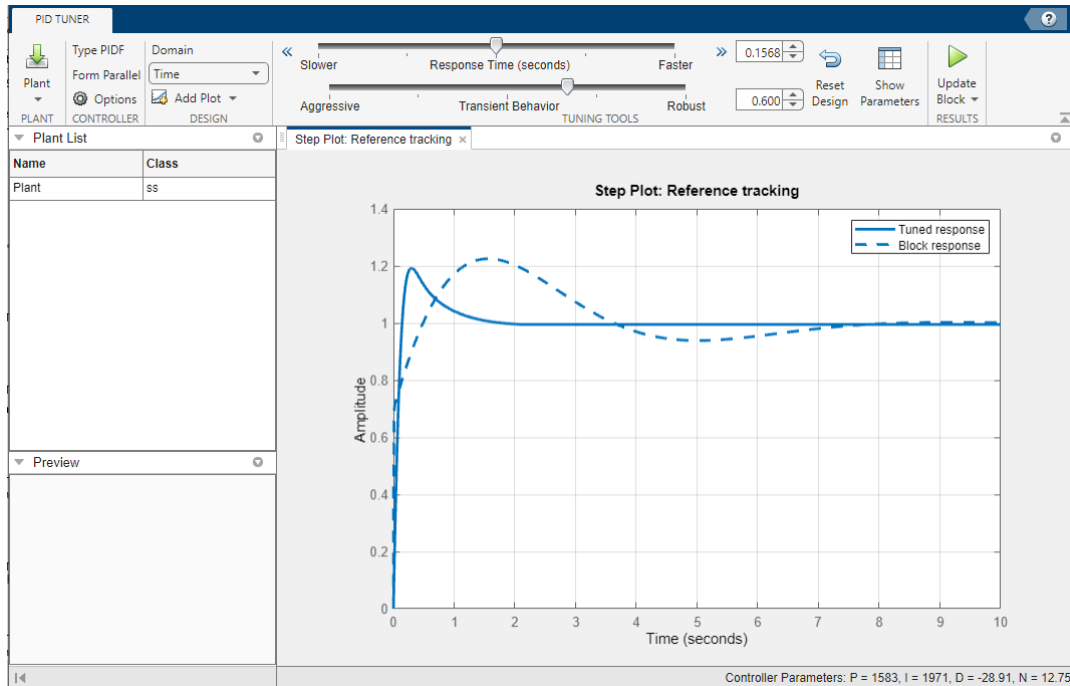 PID TUNER
?
Plant
PLANT
Type PIDF
Form Parallel
Options
CONTROLLER
Domain
Time
Add Plot
DESIGN
Slower Response Time (seconds) Faster
0.1568
Aggressive Transient Behavior Robust
0.600
TUNING TOOLS
Reset
Design
Show
Parameters
Update
Block
RESULTS
Plant List
Name Class
Plant ss
Preview
Step Plot: Reference tracking
Step Plot: Reference tracking
Tuned response
Block response
1.4
1.2
1
0.8
0.6
0.4
0.2
0
Amplitude
0 1 2 3 4 5 6 7 8 9 10
Time (seconds)
Controller Parameters: P = 1583, I = 1971, D = -28.91, N = 12.75